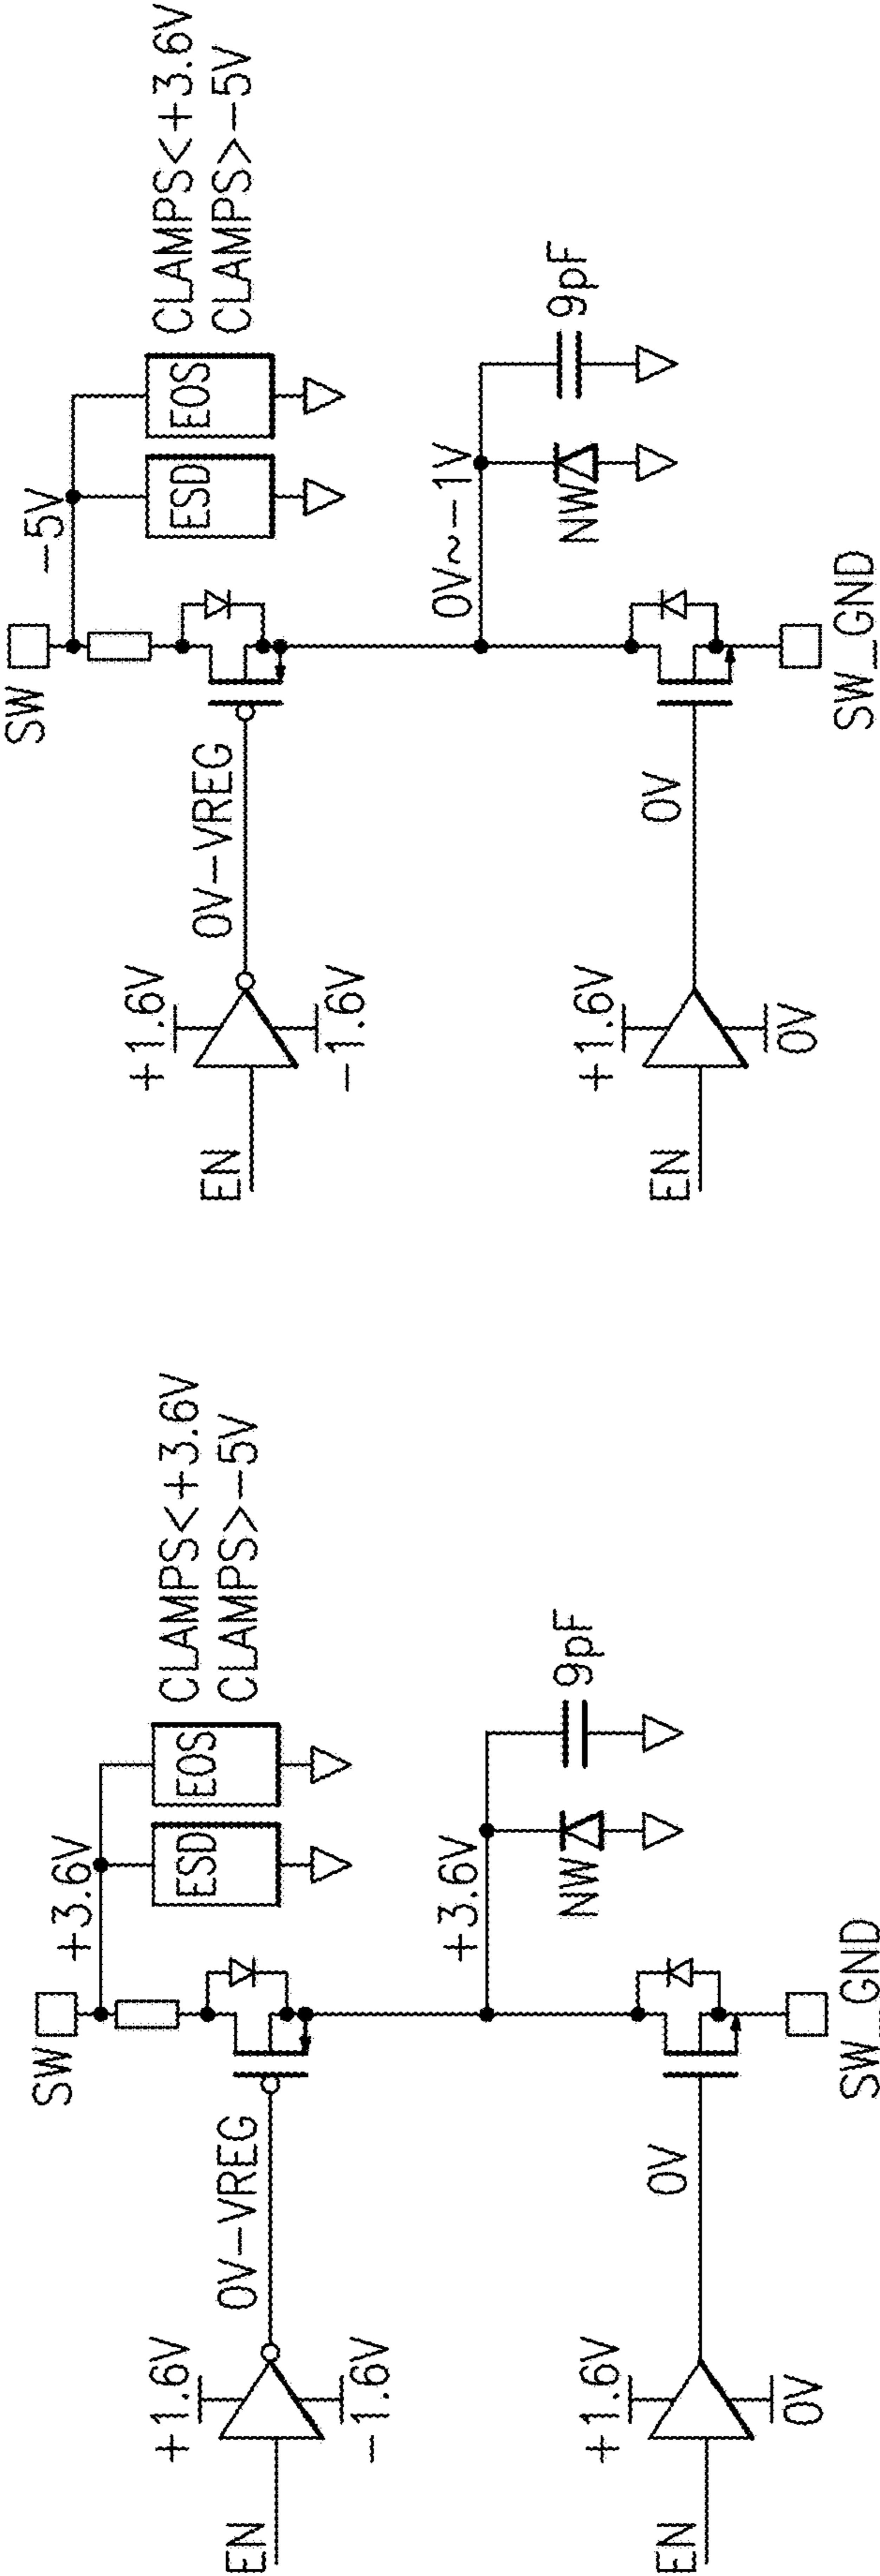 SW
+3.6V
ESD
EOS
CLAMPS<+3.6V
CLAMPS>-5V
+1.6V
EN
0V-VREG
-1.6V
+3.6V
NW
9pF
+1.6V
EN
0V
0V
SW_GND
SW
-5V
ESD
EOS
CLAMPS<+3.6V
CLAMPS>-5V
+1.6V
EN
0V-VREG
-1.6V
0V~-1V
NW
9pF
+1.6V
EN
0V
0V
SW_GND